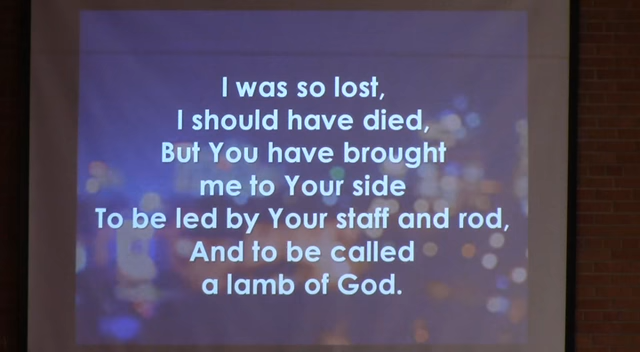 I was so lost,
I should have died,
But You have brought
me to Your side
To be led by Your staff and rod,
And to be called
a lamb of God.